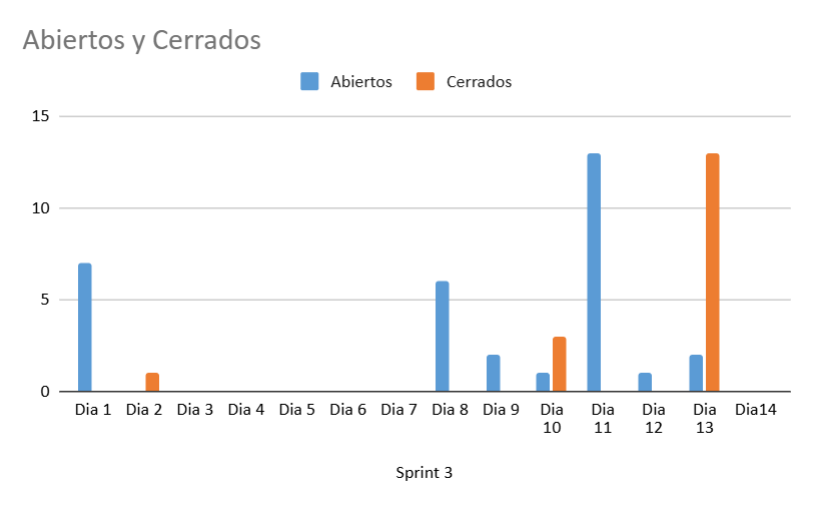 Abiertos y Cerrados
Abiertos Cerrados
15
10
5
0
Dia 1 Dia 2 Dia 3 Dia 4 Dia 5 Dia 6 Dia 7 Dia 8 Dia 9 Dia 10 Dia 11 Dia 12 Dia 13 Dia14
Sprint 3